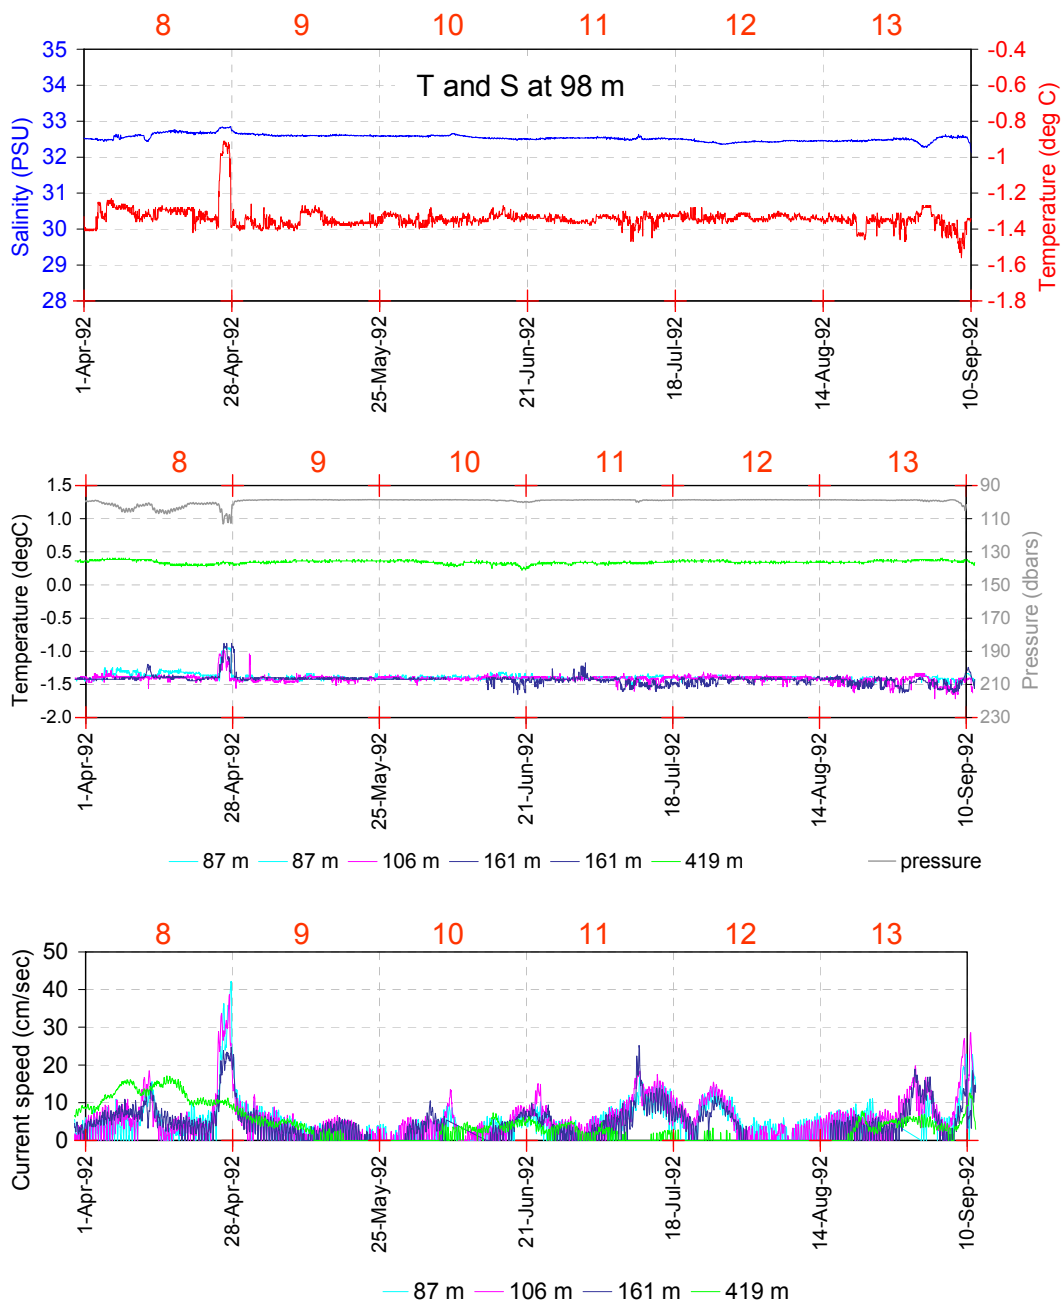 8 9 10 11 12 13
T and S at 98 m
Salinity (PSU)
35
34
33
32
31
30
29
28
Temperature (deg C)
-0.4
-0.6
-0.8
-1
-1.2
-1.4
-1.6
-1.8
1-Apr-92
28-Apr-92
25-May-92
21-Jun-92
18-Jul-92
14-Aug-92
10-Sep-92
8 9 10 11 12 13
Temperature (degC)
1.5
1.0
0.5
0.0
-0.5
-1.0
-1.5
-2.0
Pressure (dbars)
90
110
130
150
170
190
210
230
1-Apr-92
28-Apr-92
25-May-92
21-Jun-92
18-Jul-92
14-Aug-92
10-Sep-92
87 m 87 m 106 m 161 m 161 m 419 m pressure
8 9 10 11 12 13
Current speed (cm/sec)
50
40
30
20
10
0
1-Apr-92
28-Apr-92
25-May-92
21-Jun-92
18-Jul-92
14-Aug-92
10-Sep-92
87 m 106 m 161 m 419 m